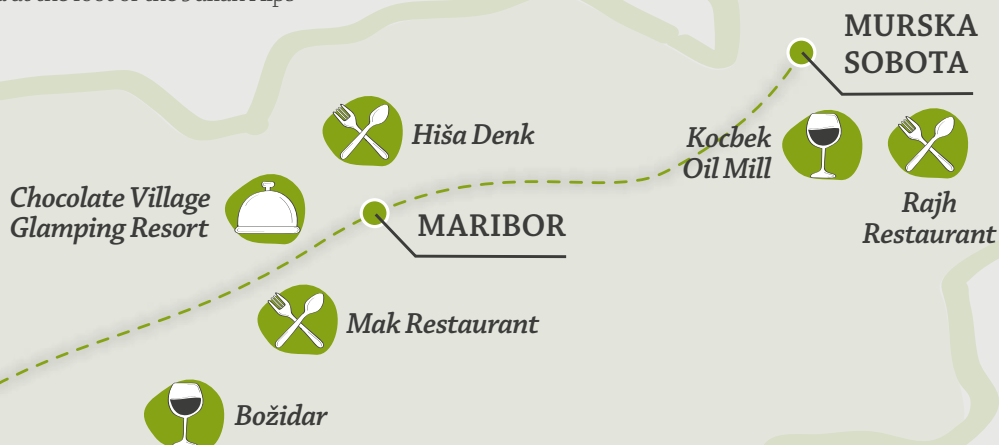 MURSKA
SOBOTA
Hiša Denk
Kocbek
Oil Mill
Chocolate Village
Glamping Resort
Rajh
Restaurant
MARIBOR
Mak Restaurant
Božidar